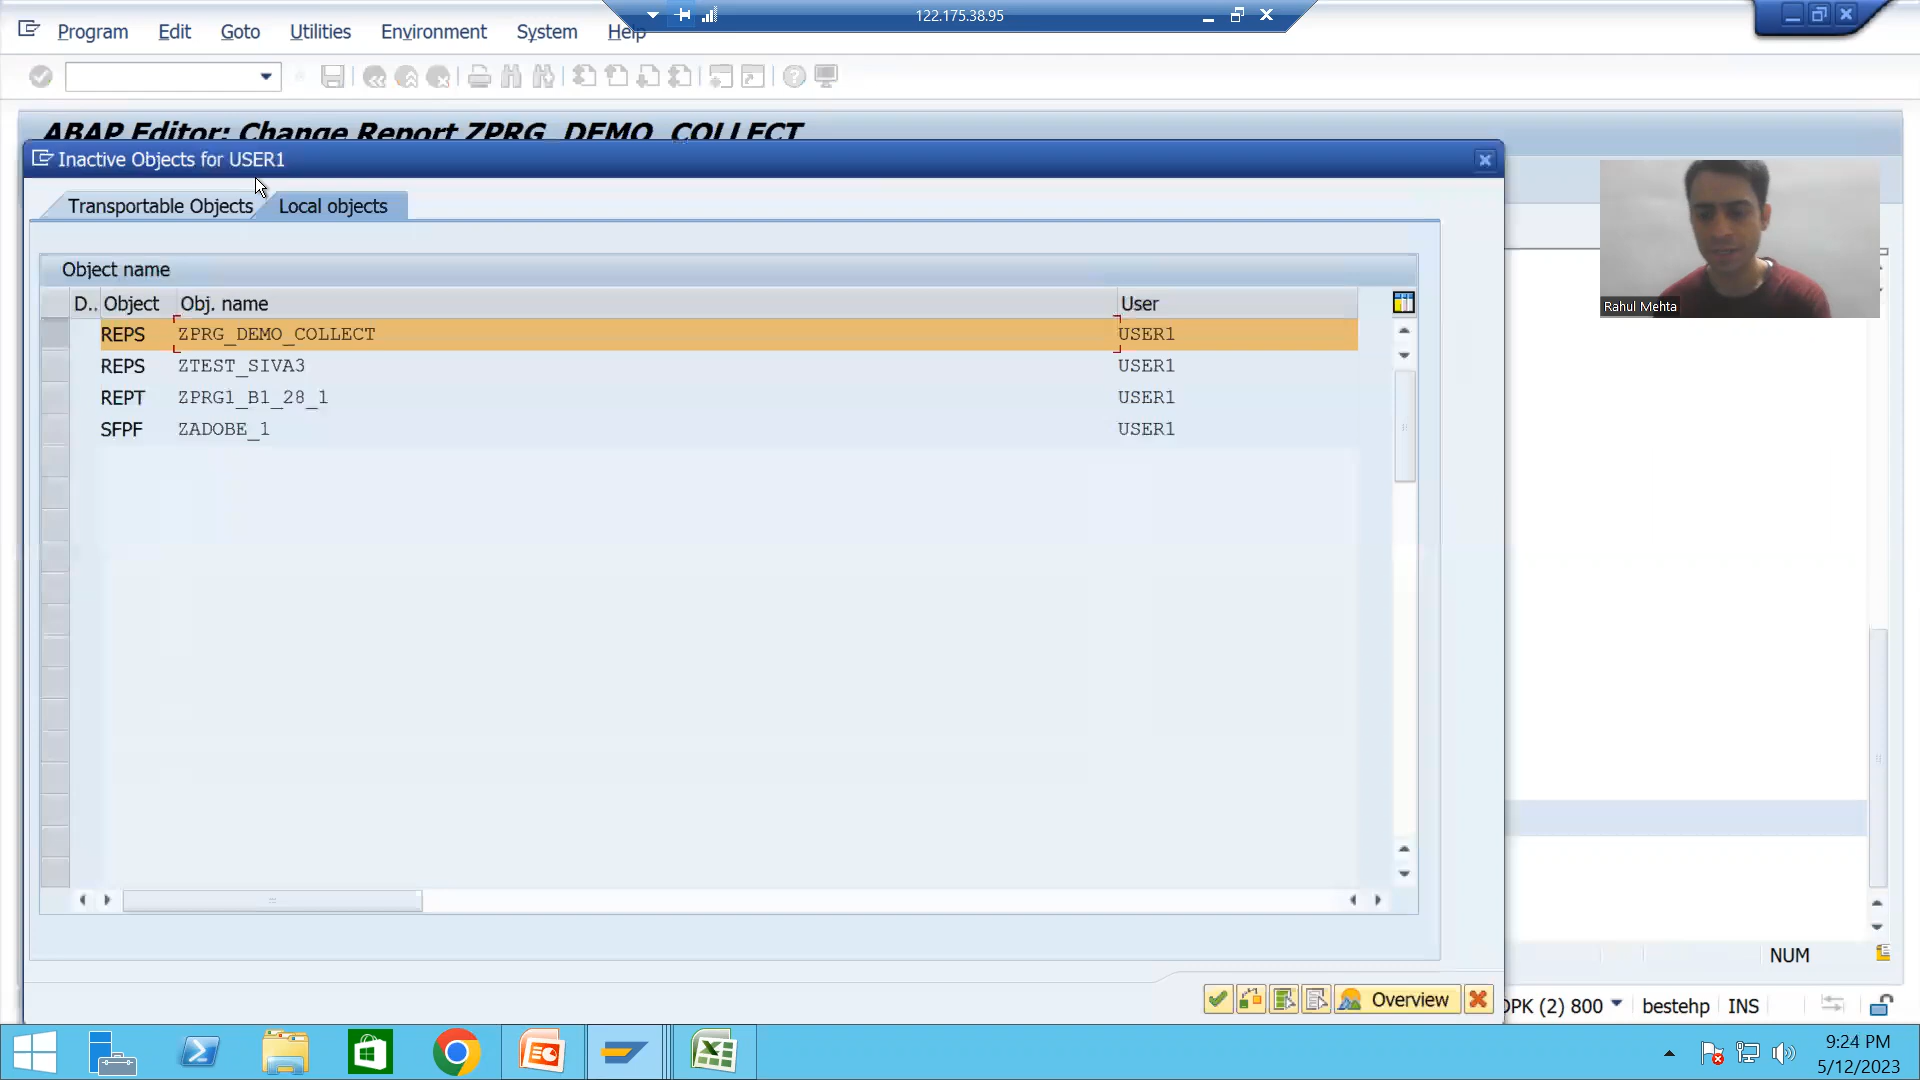 122.175.38.95
Program Edit Goto Utilities Environment System Help
ABAP Editor: Change Report ZPRG_DEMO_COLLECT
Inactive Objects for USER1
Transportable Objects Local objects
Rahul Mehta
Object name
D.. Object Obj. name User
REPS ZPRG_DEMO_COLLECT USER1
REPS ZTEST_SIVA3 USER1
REPT ZPRG1_B1_28_1 USER1
SFPF ZADOBE_1 USER1
NUM
Overview
DPK (2) 800 bestehp INS
9:24 PM
5/12/2023